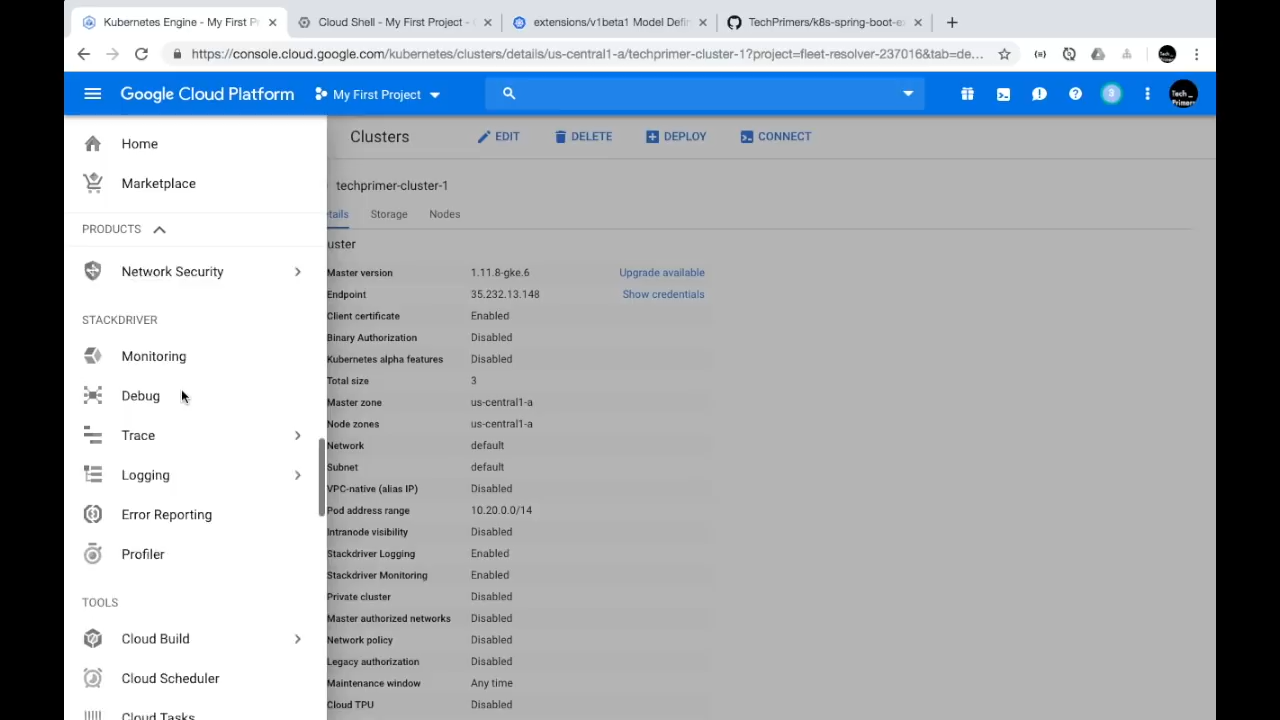 Kubernetes Engine - My First P
Cloud Shell - My First Project -
extensions/v1beta1 Model Defi
TechPrimers/k8s-spring-boot-e
https://console.cloud.google.com/kubernetes/clusters/details/us-central1-a/techprimer-cluster-1?project=fleet-resolver-237016&tab=de...
Google Cloud Platform
My First Project
3
Tech_
Primers
Home
Marketplace
PRODUCTS
Network Security
STACKDRIVER
Monitoring
Debug
Trace
Logging
Error Reporting
Profiler
TOOLS
Cloud Build
Cloud Scheduler
Cloud Tasks
Clusters
EDIT
DELETE
DEPLOY
CONNECT
techprimer-cluster-1
etails
Storage
Nodes
uster
Master version 1.11.8-gke.6 Upgrade available
Endpoint 35.232.13.148 Show credentials
Client certificate Enabled
Binary Authorization Disabled
Kubernetes alpha features Disabled
Total size 3
Master zone us-central1-a
Node zones us-central1-a
Network default
Subnet default
VPC-native (alias IP) Disabled
Pod address range 10.20.0.0/14
Intranode visibility Disabled
Stackdriver Logging Enabled
Stackdriver Monitoring Enabled
Private cluster Disabled
Master authorized networks Disabled
Network policy Disabled
Legacy authorization Disabled
Maintenance window Any time
Cloud TPU Disabled